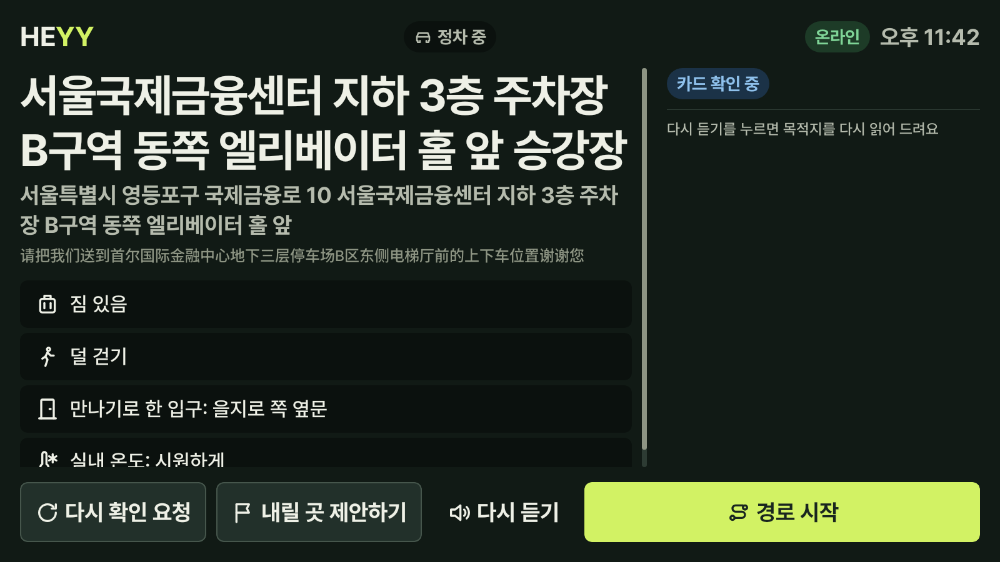 HEYY
정차 중
온라인
오후 11:42
서울국제금융센터 지하 3층 주차장
B구역 동쪽 엘리베이터 홀 앞 승강장
서울특별시 영등포구 국제금융로 10 서울국제금융센터 지하 3층 주차
장 B구역 동쪽 엘리베이터 홀 앞
请把我们送到首尔国际金融中心地下三层停车场B区东侧电梯厅前的上下车位置谢谢您
짐 있음
덜 걷기
만나기로 한 입구: 을지로 쪽 옆문
실내 온도: 시원하게
카드 확인 중
다시 듣기를 누르면 목적지를 다시 읽어 드려요
다시 확인 요청
내릴 곳 제안하기
다시 듣기
경로 시작